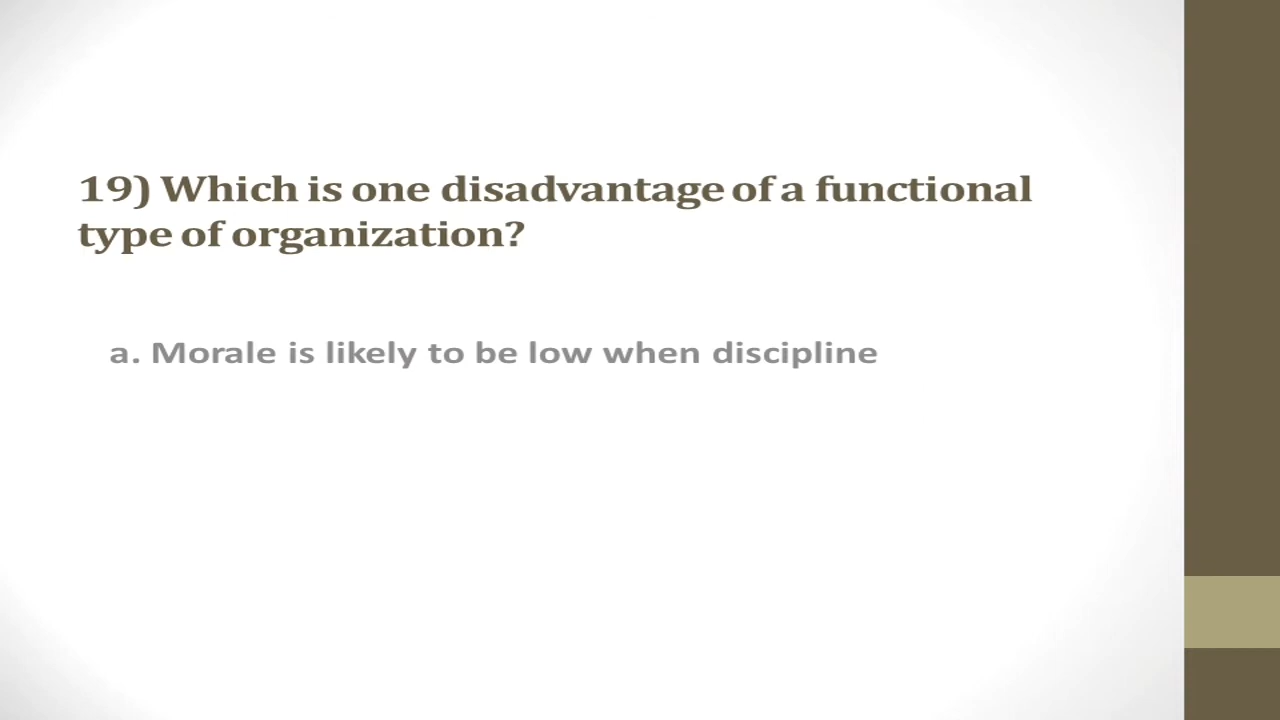 19) Which is one disadvantage of a functional
type of organization?
a. Morale is likely to be low when discipline